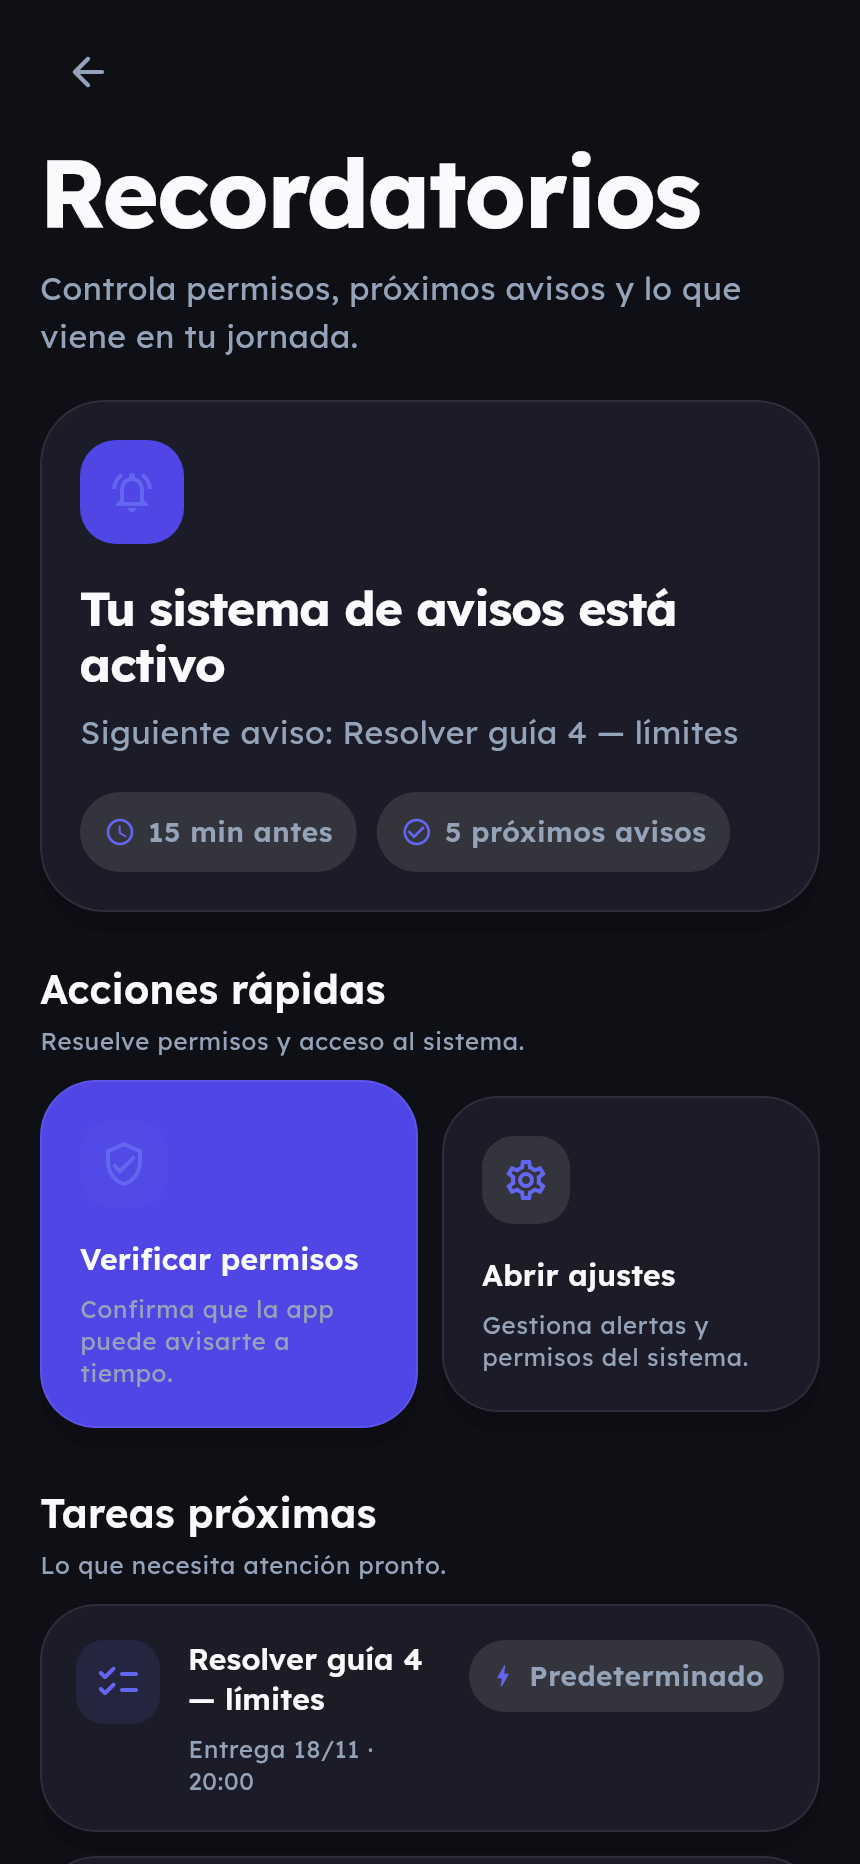 Recordatorios
Controla permisos, próximos avisos y lo que
viene en tu jornada.
Tu sistema de avisos está
activo
Siguiente aviso: Resolver guía 4 — límites
15 min antes
5 próximos avisos
Acciones rápidas
Resuelve permisos y acceso al sistema.
Verificar permisos
Confirma que la app
puede avisarte a
tiempo.
Abrir ajustes
Gestiona alertas y
permisos del sistema.
Tareas próximas
Lo que necesita atención pronto.
Resolver guía 4
— límites
Predeterminado
Entrega 18/11 ·
20:00